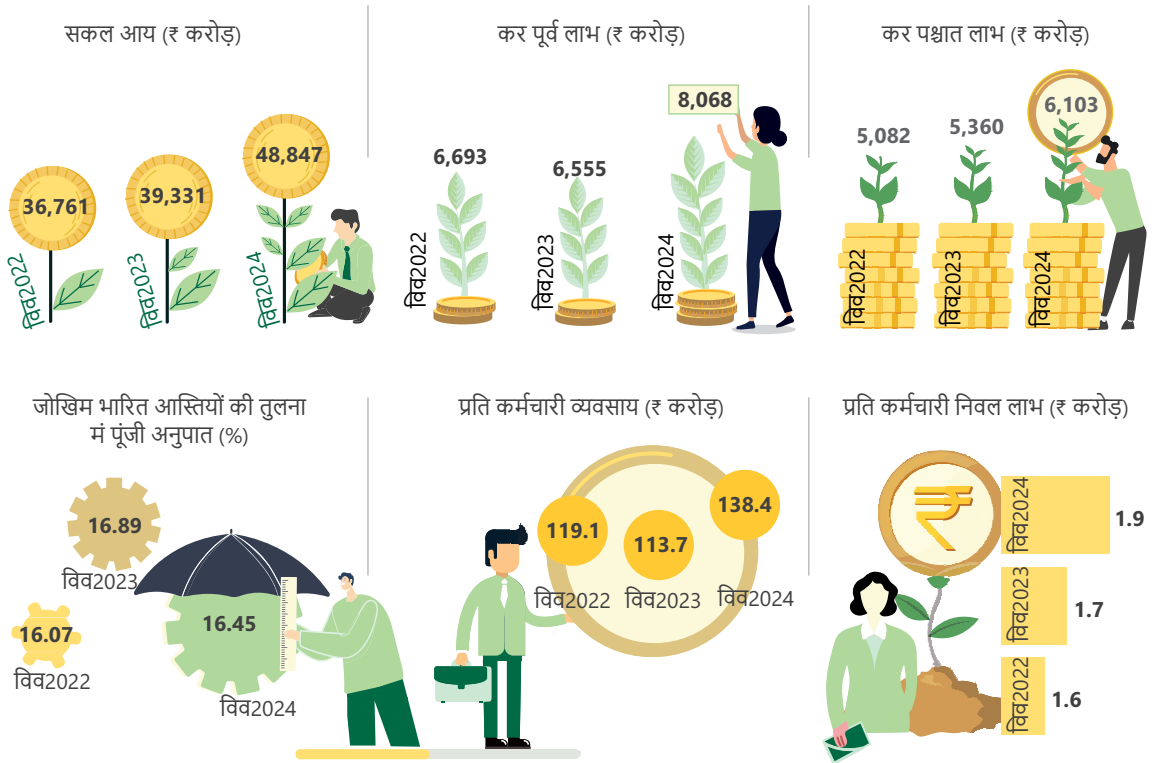 सकल आय (₹ करोड़)
36,761
39,331
48,847
विव2022
विव2023
विव2024
कर पूर्व लाभ (₹ करोड़)
6,693
6,555
8,068
विव2022
विव2023
विव2024
कर पश्चात लाभ (₹ करोड़)
5,082
5,360
6,103
विव2022
विव2023
विव2024
जोखिम भारित आस्तियों की तुलना
मं पूंजी अनुपात (%)
16.89
विव2023
16.07
विव2022
16.45
विव2024
प्रति कर्मचारी व्यवसाय (₹ करोड़)
119.1
113.7
138.4
विव2022
विव2023
विव2024
प्रति कर्मचारी निवल लाभ (₹ करोड़)
विव2024
1.9
विव2023
1.7
विव2022
1.6